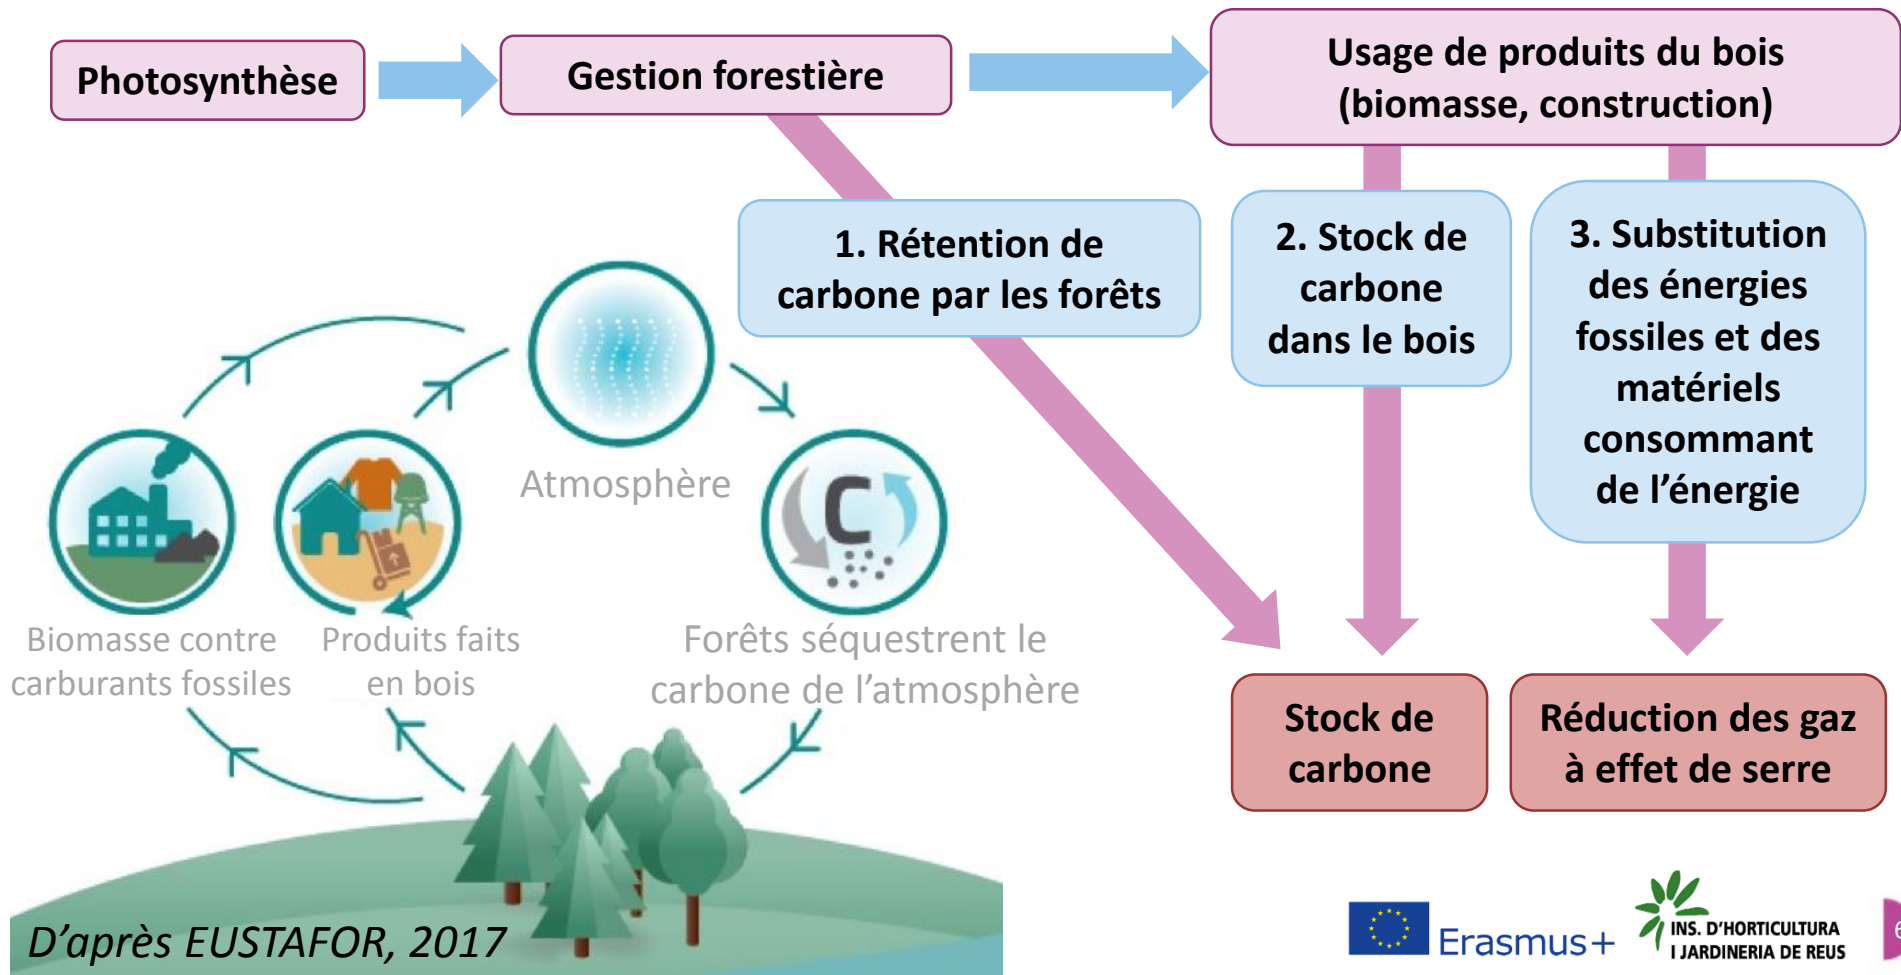 Photosynthèse
Gestion forestière
Usage de produits du bois
(biomasse, construction)
1. Rétention de
carbone par les forêts
2. Stock de
carbone
dans le bois
3. Substitution
des énergies
fossiles et des
matériels
consommant
de l'énergie
Atmosphère
C
Biomasse contre
carburants fossiles
Produits faits
en bois
Forêts séquestrent le
carbone de l'atmosphère
Stock de
carbone
Réduction des gaz
à effet de serre
D'après EUSTAFOR, 2017
Erasmus+
INS. D'HORTICULTURA
I JARDINERIA DE REUS